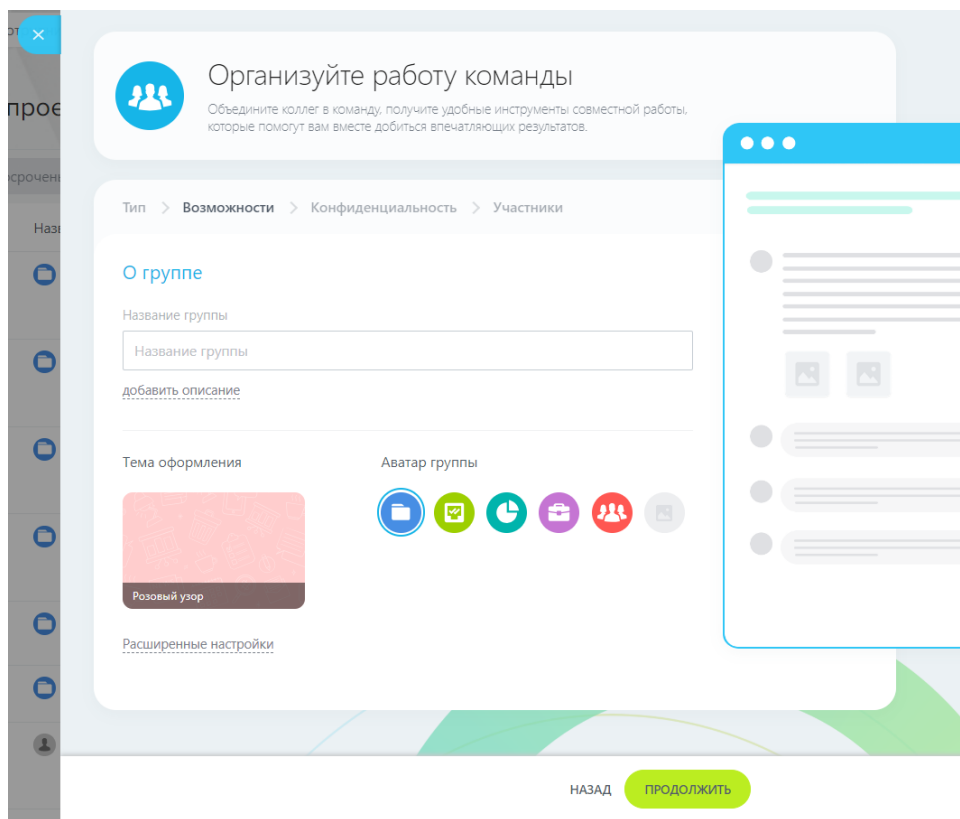 Организуйте работу команды
Объедините коллег в команду, получите удобные инструменты совместной работы,
которые помогут вам вместе добиться впечатляющих результатов.
Тип > Возможности > Конфиденциальность > Участники
О группе
Название группы
Название группы
добавить описание
Тема оформления
Аватар группы
Розовый узор
Расширенные настройки
НАЗАД
ПРОДОЛЖИТЬ